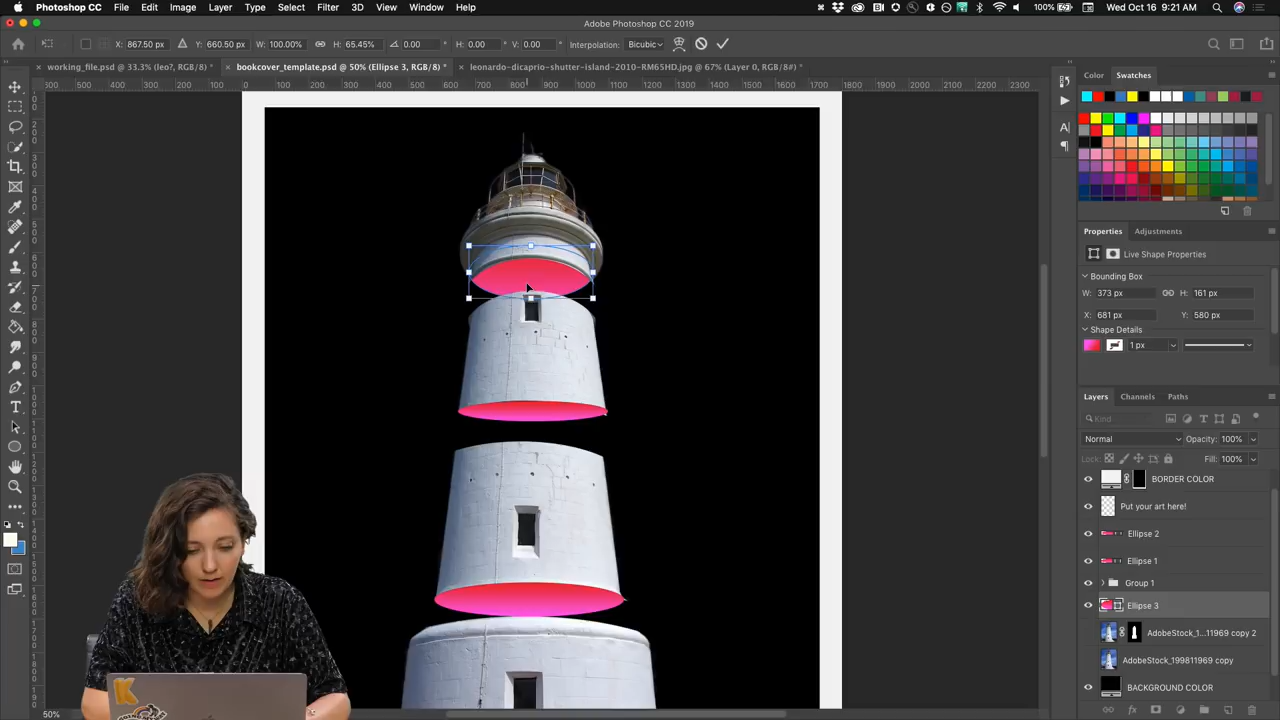 Photoshop CC File Edit Image Layer Type Select Filter 3D View Window Help 100% Wed Oct 16 9:21 AM
Adobe Photoshop CC 2019
X: 867.50 px Y: 660.50 px W: 100.00% H: 65.45% 0.00 ° H: 0.00 ° V: 0.00 ° Interpolation: Bicubic
working_file.psd @ 33.3% (leo7, RGB/8) * bookcover_template.psd @ 50% (Ellipse 3, RGB/8) * leonardo-dicaprio-shutter-island-2010-RM65HD.jpg @ 67% (Layer 0, RGB/8#) *
Color Swatches
Properties Adjustments
Live Shape Properties
Bounding Box
W: 373 px H: 161 px
X: 681 px Y: 580 px
Shape Details
1 px
Layers Channels Paths
Kind
Normal Opacity: 100%
Lock: Fill: 100%
BORDER COLOR
Put your art here!
Ellipse 2
Ellipse 1
Group 1
Ellipse 3
AdobeStock_1...11969 copy 2
AdobeStock_199811969 copy
BACKGROUND COLOR
50%